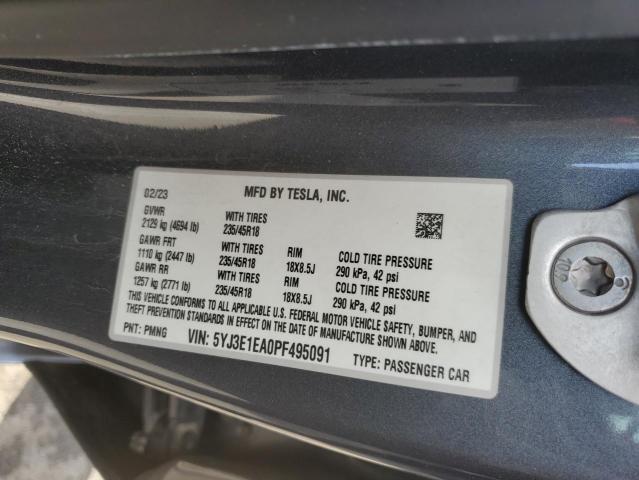 02/23 MFD BY TESLA, INC.
GVWR WITH TIRES
2129 kg (4694 lb) 235/45R18
GAWR FRT WITH TIRES RIM COLD TIRE PRESSURE
1110 kg (2447 lb) 235/45R18 18X8.5J 290 kPa, 42 psi
GAWR RR WITH TIRES RIM COLD TIRE PRESSURE
1257 kg (2771 lb) 235/45R18 18X8.5J 290 kPa, 42 psi
THIS VEHICLE CONFORMS TO ALL APPLICABLE U.S. FEDERAL MOTOR VEHICLE SAFETY, BUMPER, AND
THEFT PREVENTION STANDARDS IN EFFECT ON THE DATE OF MANUFACTURE SHOWN ABOVE.
PNT: PMNG VIN: 5YJ3E1EA0PF495091 TYPE: PASSENGER CAR